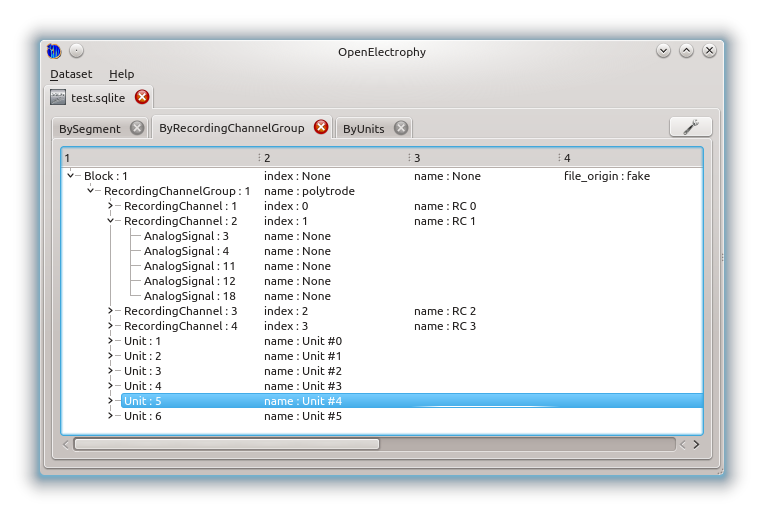 OpenElectrophy
Dataset Help
test.sqlite
BySegment ByRecordingChannelGroup ByUnits
1 2 3 4
Block : 1 index : None name : None file_origin : fake
RecordingChannelGroup : 1 name : polytrode
RecordingChannel : 1 index : 0 name : RC 0
RecordingChannel : 2 index : 1 name : RC 1
AnalogSignal : 3 name : None
AnalogSignal : 4 name : None
AnalogSignal : 11 name : None
AnalogSignal : 12 name : None
AnalogSignal : 18 name : None
RecordingChannel : 3 index : 2 name : RC 2
RecordingChannel : 4 index : 3 name : RC 3
Unit : 1 name : Unit #0
Unit : 2 name : Unit #1
Unit : 3 name : Unit #2
Unit : 4 name : Unit #3
Unit : 5 name : Unit #4
Unit : 6 name : Unit #5